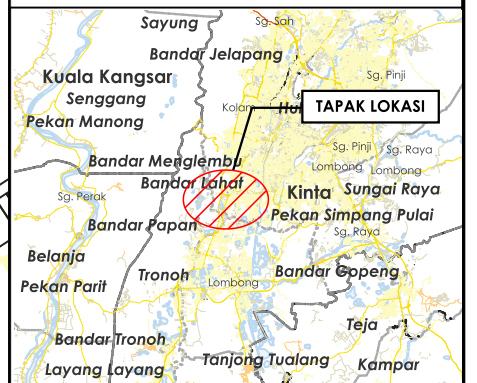 Sayung
Sg. Sah
Bandar Jelapang
Kuala Kangsar
Sg. Pinji
Senggang
Kolam
TAPAK LOKASI
Pekan Manong
Sg. Pinji
Sg. Raya
Bandar Menglembu
Lombong
Lombong
Bandar Lahat
Kinta
Sungai Raya
Sg. Perak
Pekan Simpang Pulai
Bandar Papan
Sg. Raya
Belanja
Tronoh
Bandar Gopeng
Pekan Parit
Lombong
Teja
Bandar Tronoh
Tanjong Tualang
Kampar
Layang Layang